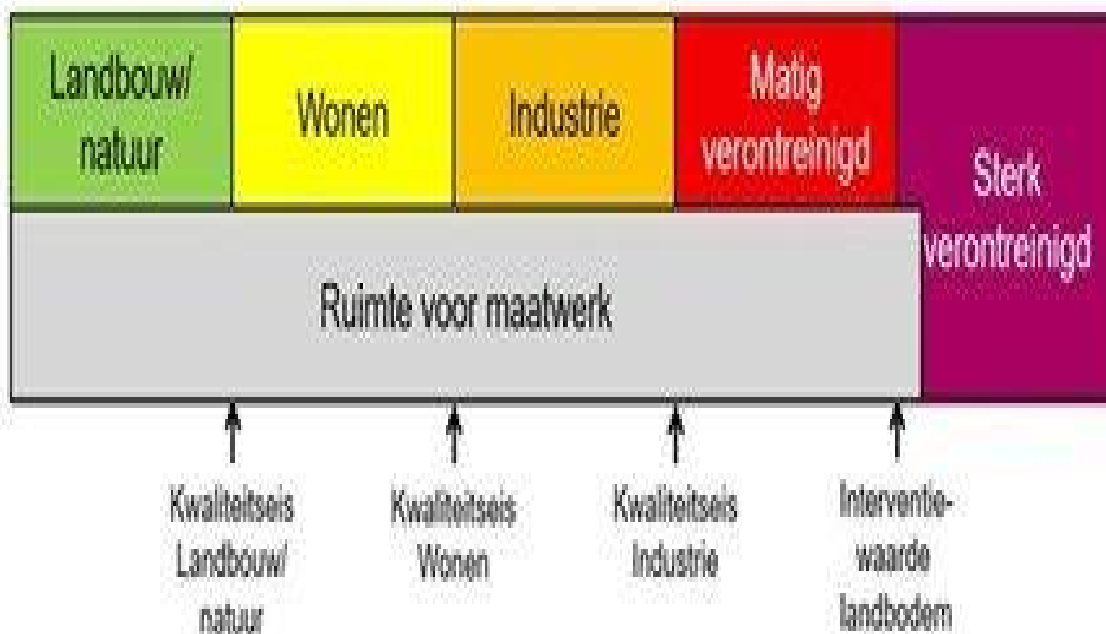 Landbouw/
natuur
Wonen
Industrie
Matig
verontreinigd
Sterk
verontreinigd
Ruimte voor maatwerk
Kwaliteitseis
Landbouw/
natuur
Kwaliteitseis
Wonen
Kwaliteitseis
Industrie
Interventie-
waarde
landbodem